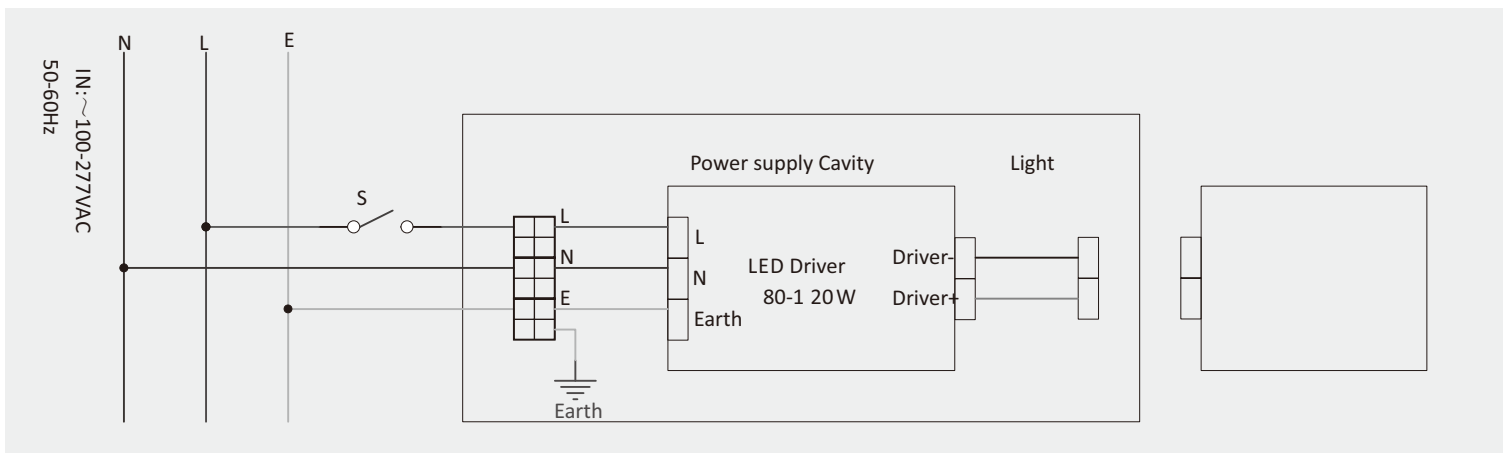 N
L
E
IN:～100-277VAC
50-60Hz
S
Power supply Cavity
Light
L
N
E
L
N
Earth
LED Driver
80-1 20W
Driver-
Driver+
Earth